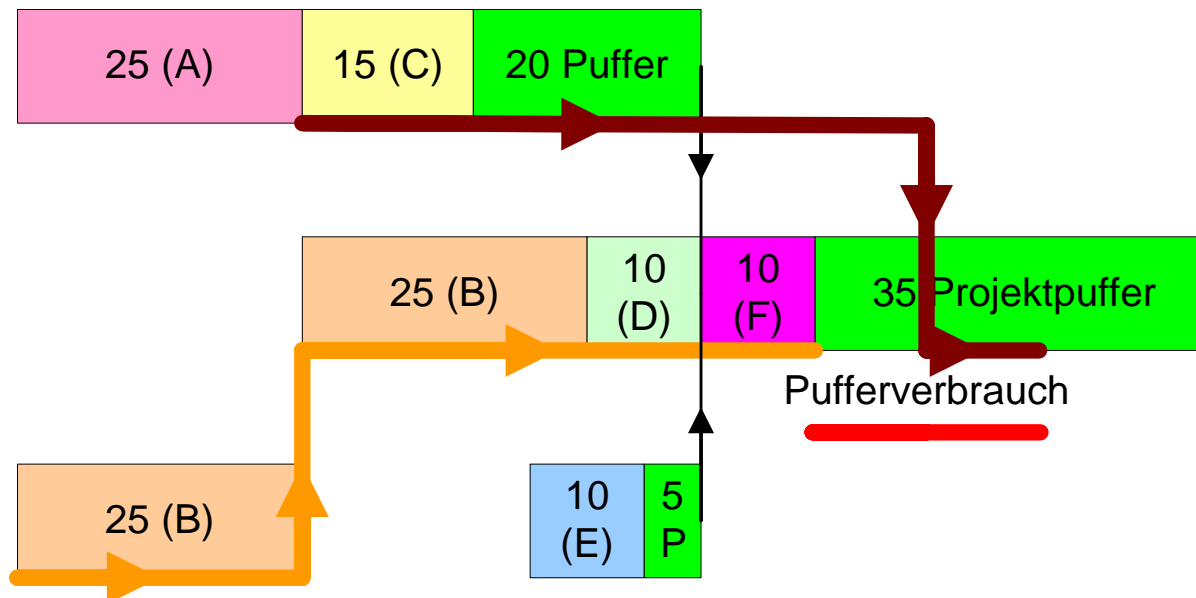 25 (A)
15 (C)
20 Puffer
25 (B)
10
(D)
10
(F)
35 Projektpuffer
Pufferverbrauch
25 (B)
10
(E)
5
P